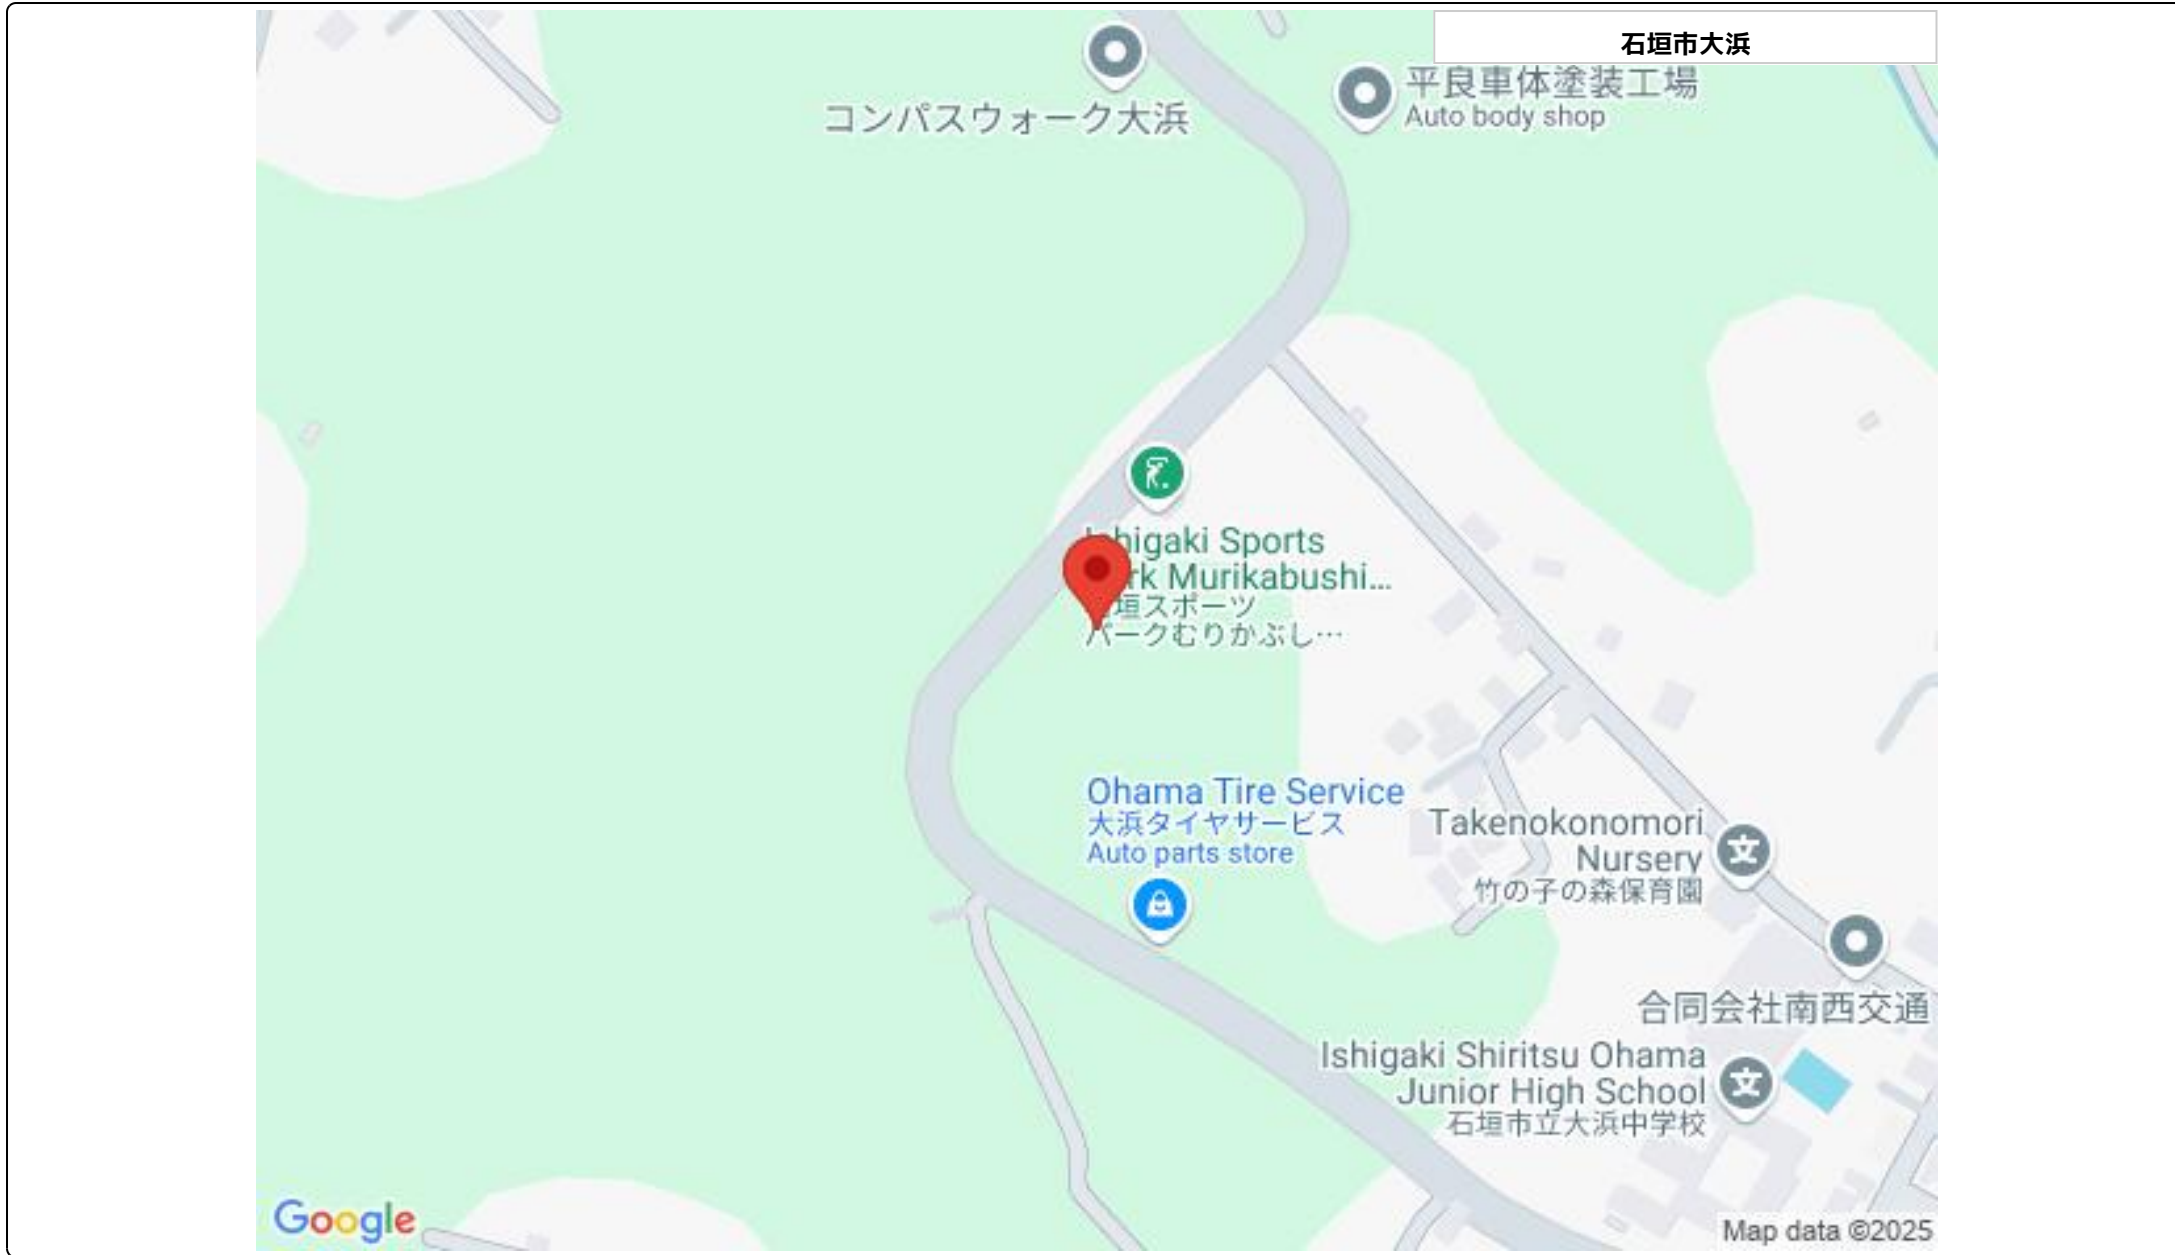 石垣市大浜
コンパスウォーク大浜
平良車体塗装工場
Auto body shop
Ishigaki Sports
Murikabushi...
垣スポーツ
パークむりかぶし…
Ohama Tire Service
大浜タイヤサービス
Auto parts store
Takenokonomori
Nursery
竹の子の森保育園
合同会社南西交通
Ishigaki Shiritsu Ohama
Junior High School
石垣市立大浜中学校
Google
Map data ©2025